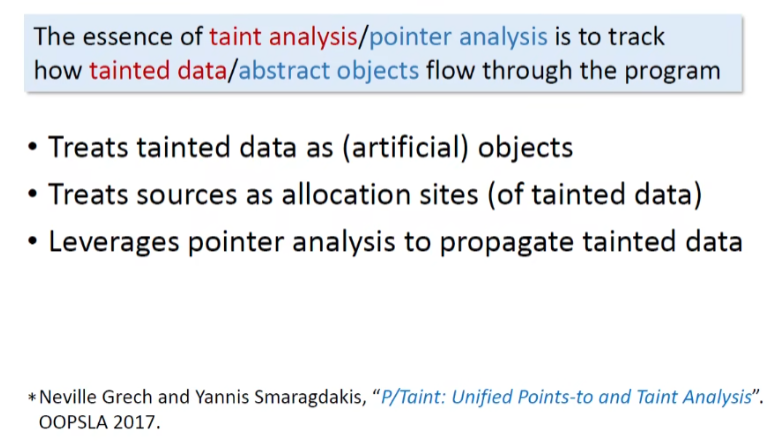 The essence of taint analysis/pointer analysis is to track
how tainted data/abstract objects flow through the program
• Treats tainted data as (artificial) objects
• Treats sources as allocation sites (of tainted data)
• Leverages pointer analysis to propagate tainted data
* Neville Grech and Yannis Smaragdakis, “P/Taint: Unified Points-to and Taint Analysis”.
OOPSLA 2017.